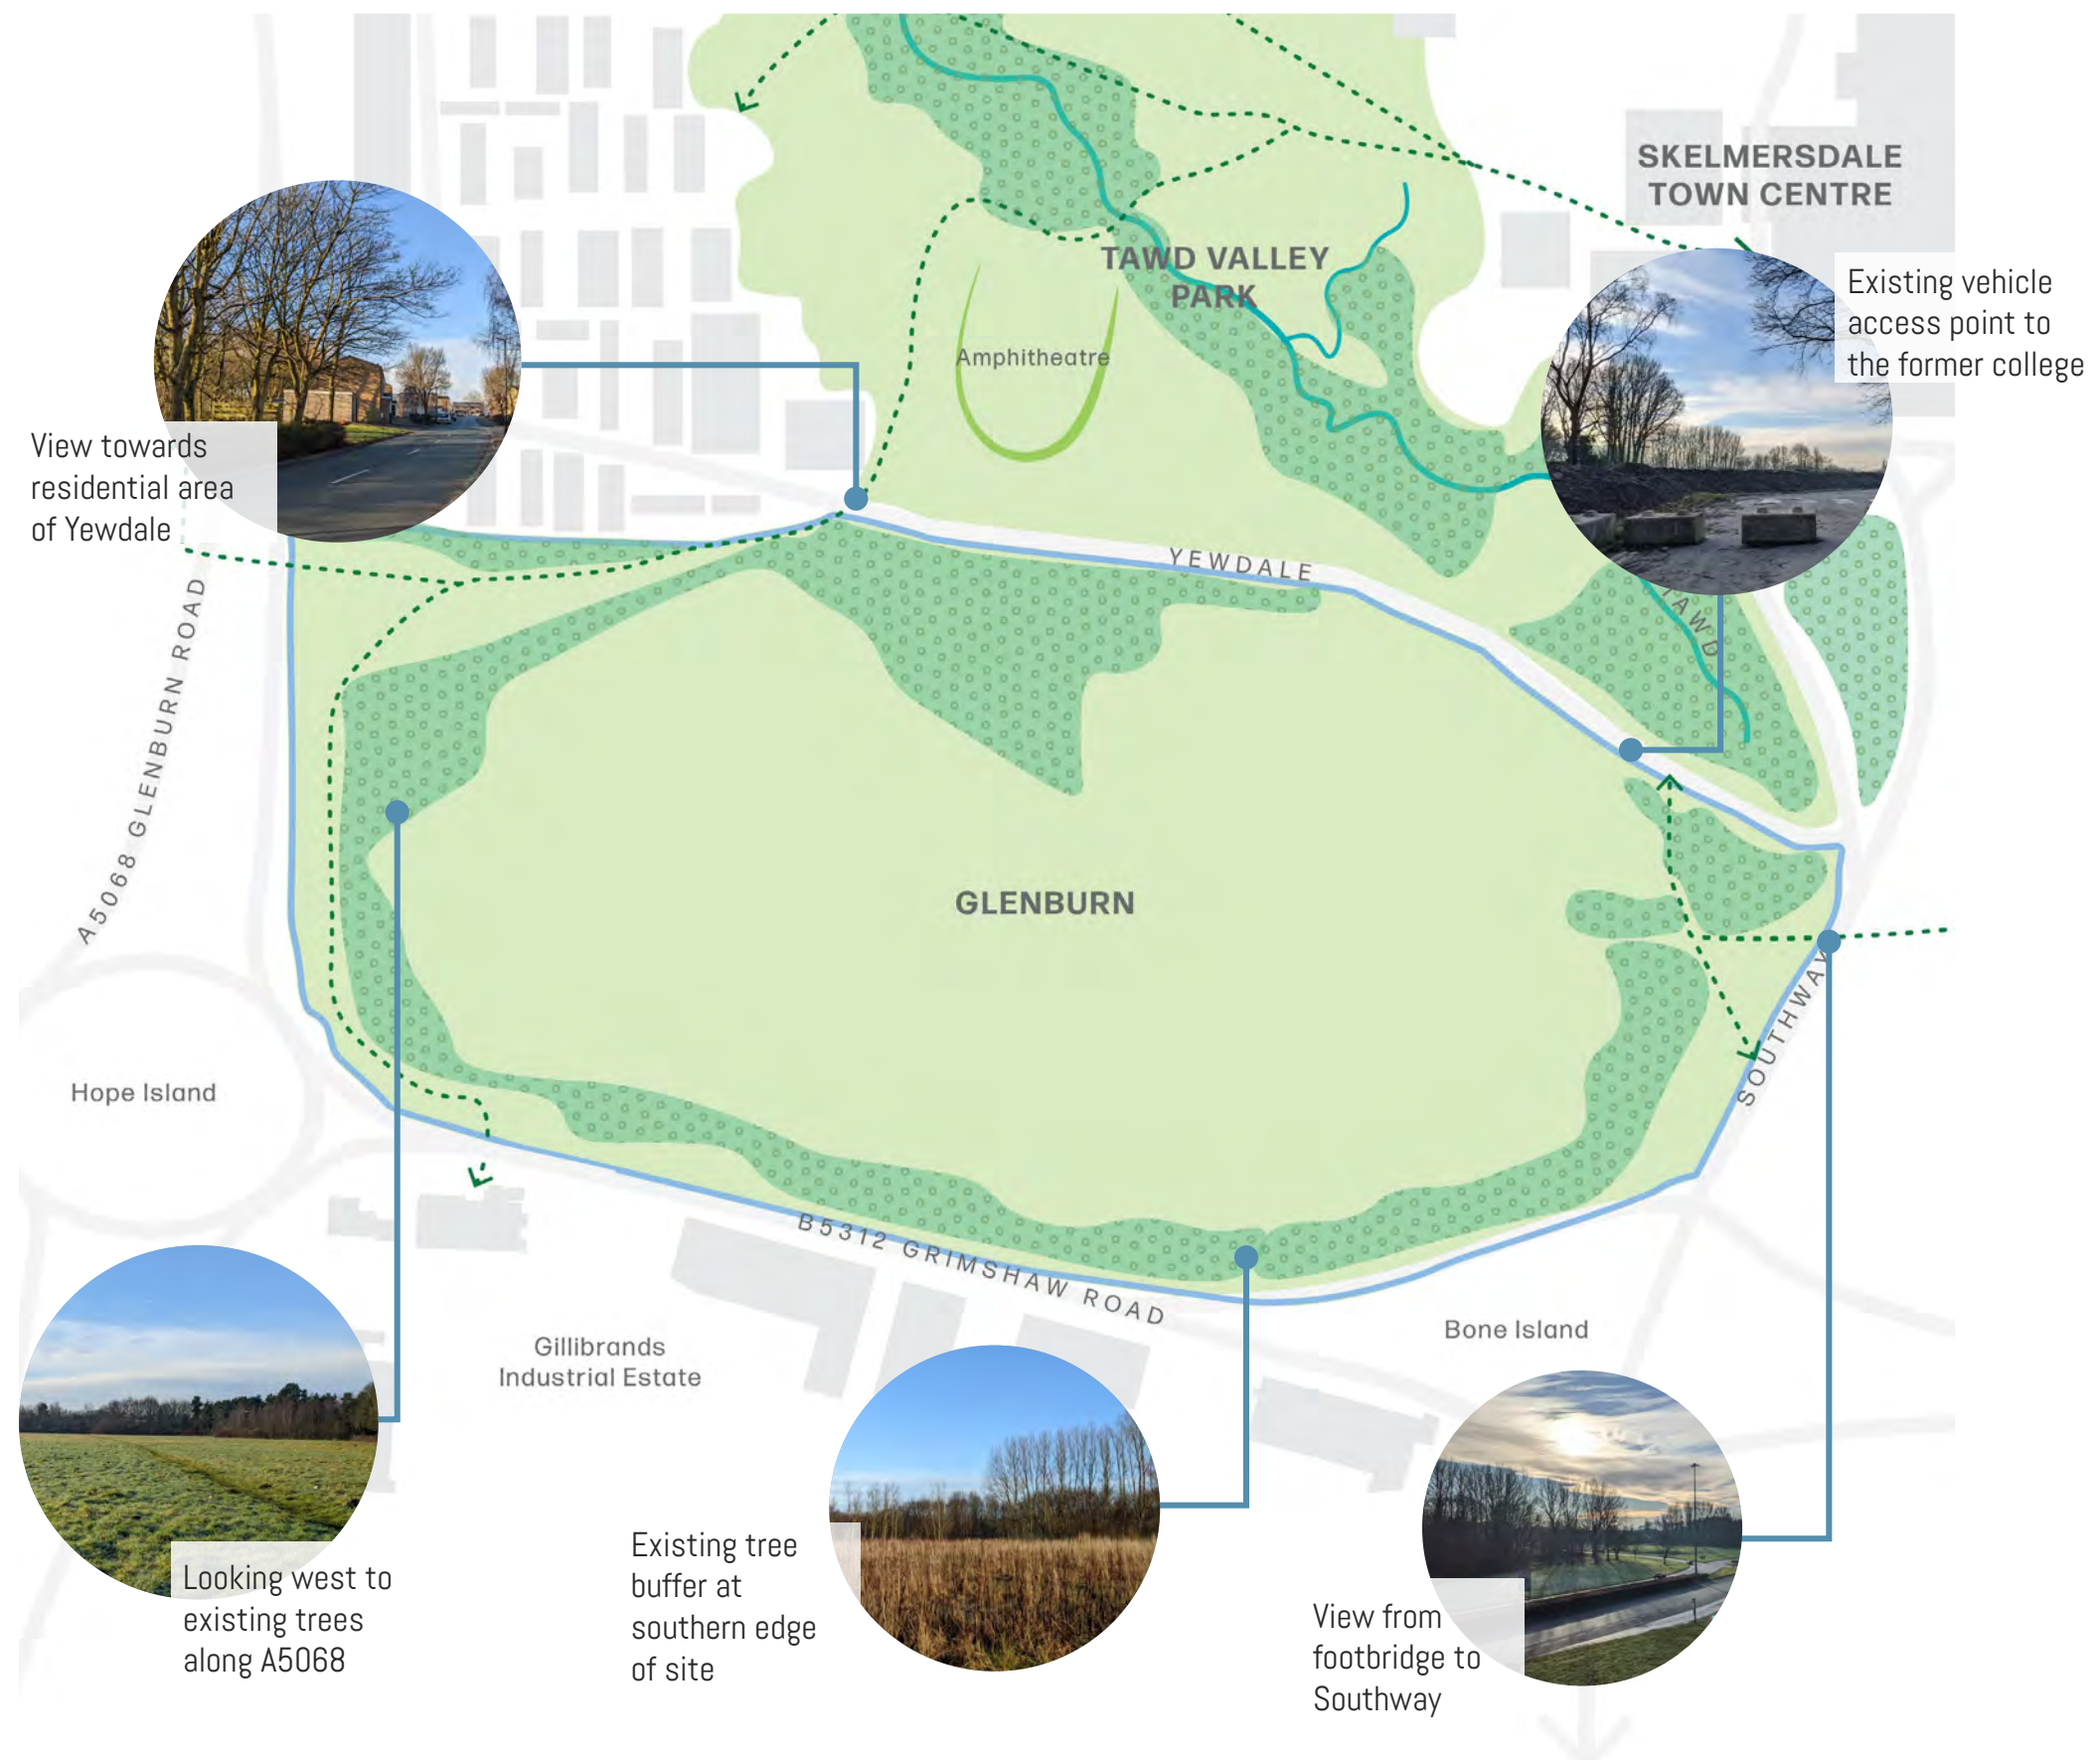 SKELMERSDALE
TOWN CENTRE
TAWD VALLEY
PARK
Existing vehicle
access point to
the former college
Amphitheatre
View towards
residential area
of Yewdale
YEWDALE
TAWD
A5068 GLENBURN ROAD
GLENBURN
SOUTHWAY
Hope Island
B5312 GRIMSHAW ROAD
Bone Island
Gillibrands
Industrial Estate
Looking west to
existing trees
along A5068
Existing tree
buffer at
southern edge
of site
View from
footbridge to
Southway